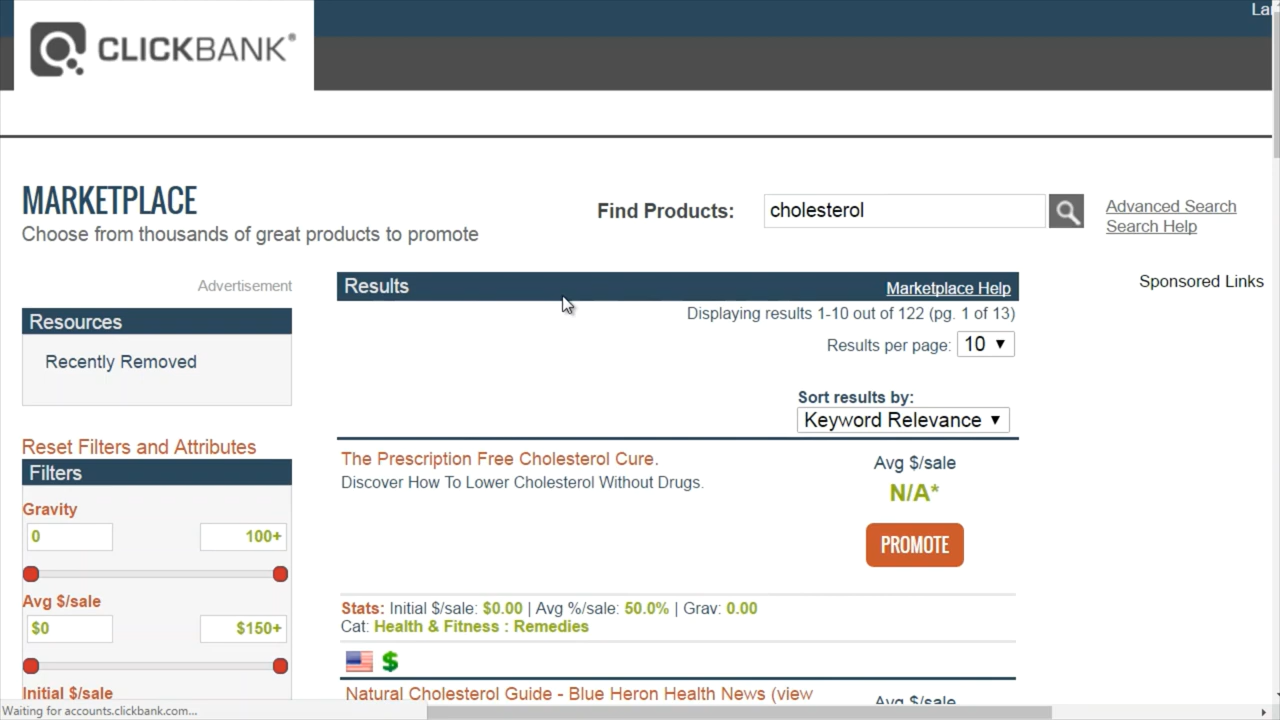 Lar
CLICKBANK®
MARKETPLACE
Choose from thousands of great products to promote
Find Products:
cholesterol
Advanced Search
Search Help
Advertisement
Resources
Recently Removed
Reset Filters and Attributes
Filters
Gravity
0
100+
Avg $/sale
$0
$150+
Initial $/sale
Results
Marketplace Help
Displaying results 1-10 out of 122 (pg. 1 of 13)
Results per page: 10
Sort results by:
Keyword Relevance
The Prescription Free Cholesterol Cure.
Discover How To Lower Cholesterol Without Drugs.
Avg $/sale
N/A*
PROMOTE
Stats: Initial $/sale: $0.00 | Avg %/sale: 50.0% | Grav: 0.00
Cat: Health & Fitness : Remedies
$
Natural Cholesterol Guide - Blue Heron Health News (view
Avg $/sale
Sponsored Links
Waiting for accounts.clickbank.com...